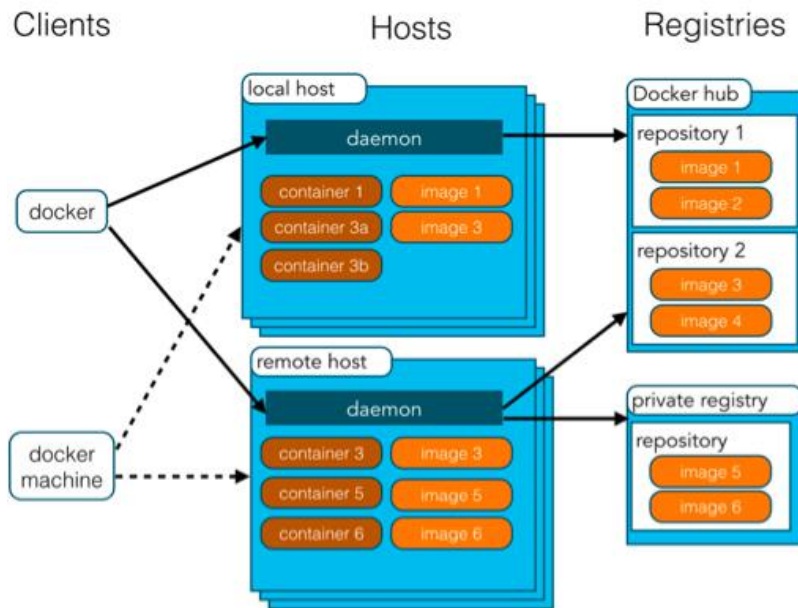 Clients
Hosts
Registries
docker
docker
machine
local host
daemon
container 1
image 1
container 3a
image 3
container 3b
remote host
daemon
container 3
image 3
container 5
image 5
container 6
image 6
Docker hub
repository 1
image 1
image 2
repository 2
image 3
image 4
private registry
repository
image 5
image 6